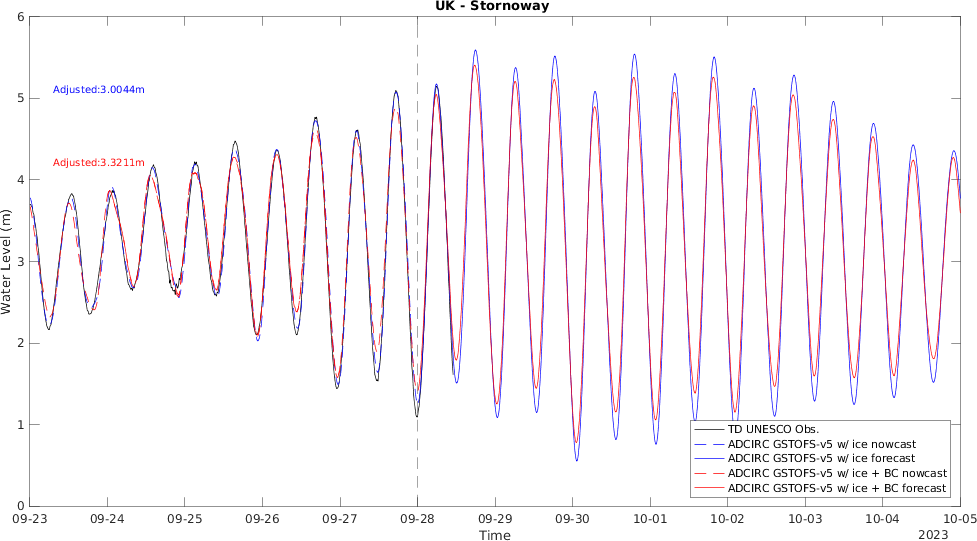 UK - Stornoway
6
5
4
3
2
1
0
Water Level (m)
Adjusted:3.0044m
Adjusted:3.3211m
TD UNESCO Obs.
ADCIRC GSTOFS-v5 w/ ice nowcast
ADCIRC GSTOFS-v5 w/ ice forecast
ADCIRC GSTOFS-v5 w/ ice + BC nowcast
ADCIRC GSTOFS-v5 w/ ice + BC forecast
09-23 09-24 09-25 09-26 09-27 09-28 09-29 09-30 10-01 10-02 10-03 10-04 10-05
Time
2023